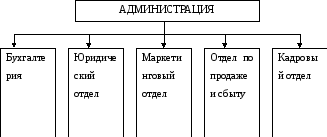 АДМИНИСТРАЦИЯ
Бухгалте
рия
Юридиче
ский
отдел
Маркети
нговый
отдел
Отдел по
продаже
и сбыту
Кадровы
й отдел